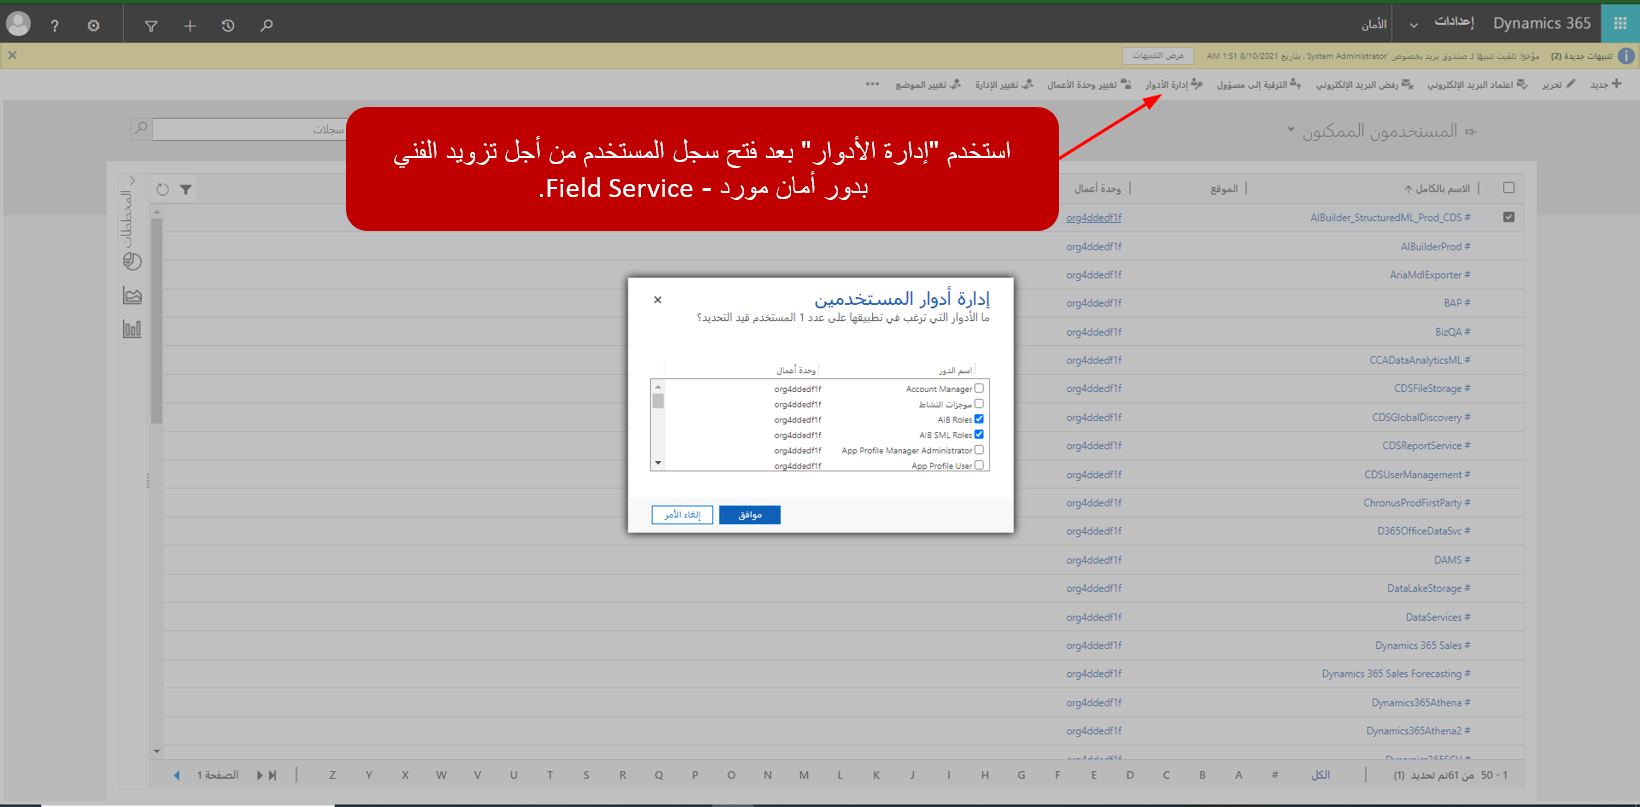 Dynamics 365
إعدادات
الأمان
تنبيهات جديدة (2) مؤخرًا: تلقيت تنبيهًا لـ صندوق بريد بخصوص 'System Administrator'، بتاريخ 8/10/2021 1:51 AM
عرض التنبيهات
جديد
تحرير
اعتماد البريد الإلكتروني
رفض البريد الإلكتروني
الترقية إلى مسؤول
إدارة الأدوار
تغيير وحدة الأعمال
تغيير الإدارة
تغيير الموضع
استخدم "إدارة الأدوار" بعد فتح سجل المستخدم من أجل تزويد الفني
بدور أمان مورد - Field Service.
المستخدمون الممكنون
سجلات
الاسم بالكامل
الموقع
وحدة أعمال
المخططات
# AIBuilder_StructuredML_Prod_CDS org4ddedf1f
# AIBuilderProd org4ddedf1f
# AriaMdlExporter org4ddedf1f
# BAP org4ddedf1f
# BizQA org4ddedf1f
# CCADataAnalyticsML org4ddedf1f
# CDSFileStorage org4ddedf1f
# CDSGlobalDiscovery org4ddedf1f
# CDSReportService org4ddedf1f
# CDSUserManagement org4ddedf1f
# ChronusProdFirstParty org4ddedf1f
# D365OfficeDataSvc org4ddedf1f
# DAMS org4ddedf1f
# DataLakeStorage org4ddedf1f
# DataServices org4ddedf1f
# Dynamics 365 Sales org4ddedf1f
# Dynamics 365 Sales Forecasting org4ddedf1f
# Dynamics365Athena org4ddedf1f
# Dynamics365Athena2 org4ddedf1f
إدارة أدوار المستخدمين
ما الأدوار التي ترغب في تطبيقها على عدد 1 المستخدم قيد التحديد؟
اسم الدور وحدة أعمال
Account Manager org4ddedf1f
موجزات النشاط org4ddedf1f
AIB Roles org4ddedf1f
AIB SML Roles org4ddedf1f
App Profile Manager Administrator org4ddedf1f
App Profile User org4ddedf1f
موافق
إلغاء الأمر
1 - 50 من 61تم تحديد (1)
الكل # A B C D E F G H I J K L M N O P Q R S T U V W X Y Z
الصفحة 1